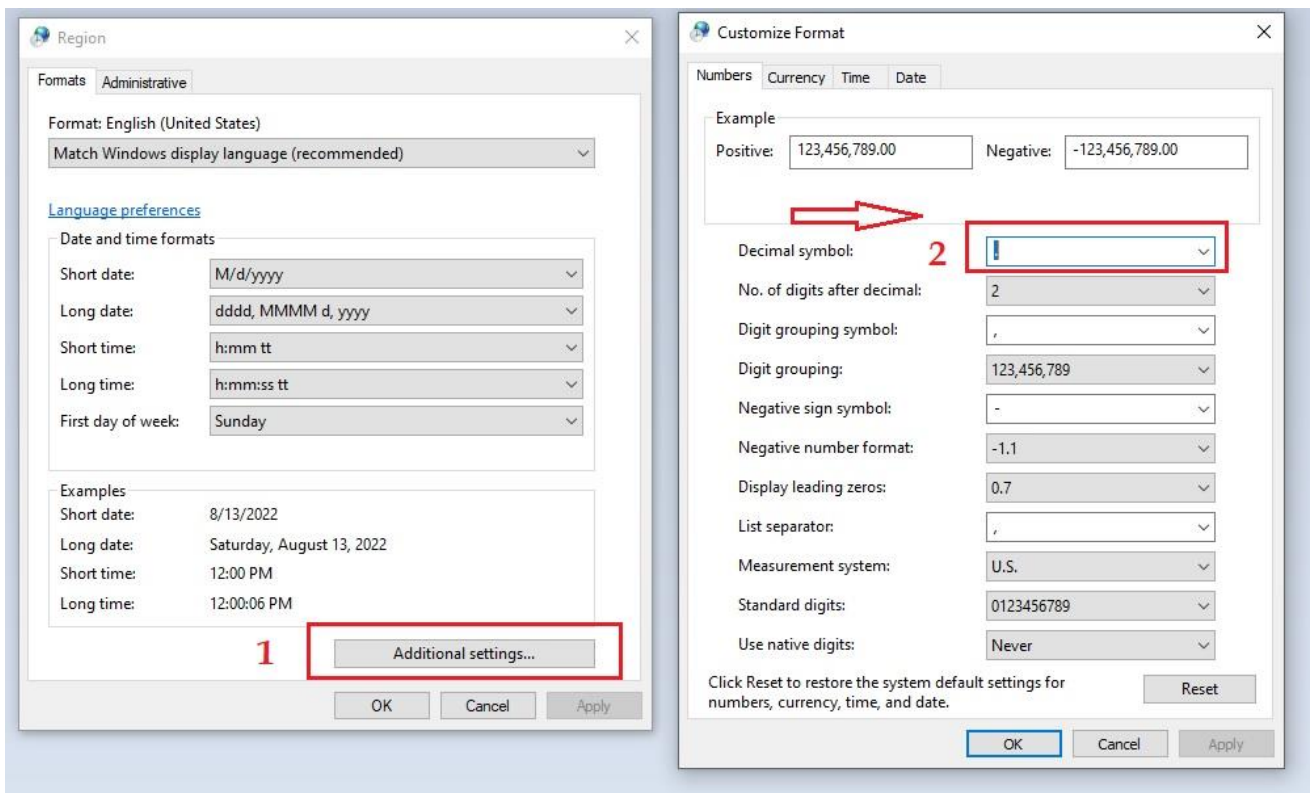 Region
Formats Administrative
Format: English (United States)
Match Windows display language (recommended)
Language preferences
Date and time formats
Short date: M/d/yyyy
Long date: dddd, MMMM d, yyyy
Short time: h:mm tt
Long time: h:mm:ss tt
First day of week: Sunday
Examples
Short date: 8/13/2022
Long date: Saturday, August 13, 2022
Short time: 12:00 PM
Long time: 12:00:06 PM
1 Additional settings...
OK Cancel Apply
Customize Format
Numbers Currency Time Date
Example
Positive: 123,456,789.00 Negative: -123,456,789.00
Decimal symbol: 2 .
No. of digits after decimal: 2
Digit grouping symbol: ,
Digit grouping: 123,456,789
Negative sign symbol: -
Negative number format: -1.1
Display leading zeros: 0.7
List separator: ,
Measurement system: U.S.
Standard digits: 0123456789
Use native digits: Never
Click Reset to restore the system default settings for
numbers, currency, time, and date.
Reset
OK Cancel Apply